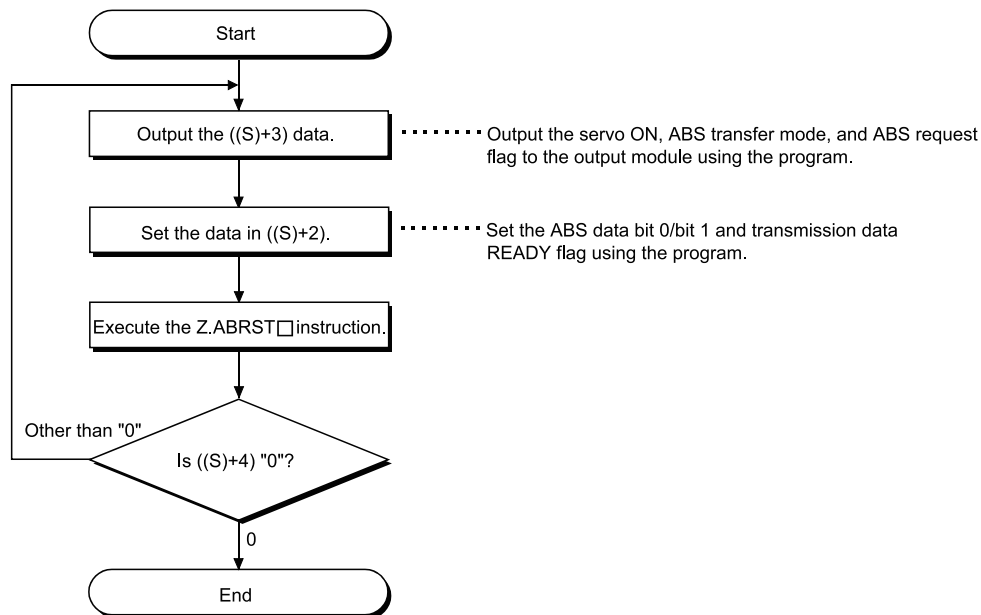 Start
Output the ((S)+3) data.
Output the servo ON, ABS transfer mode, and ABS request
flag to the output module using the program.
Set the data in ((S)+2).
Set the ABS data bit 0/bit 1 and transmission data
READY flag using the program.
Execute the Z.ABRST□ instruction.
Other than "0"
Is ((S)+4) "0"?
0
End